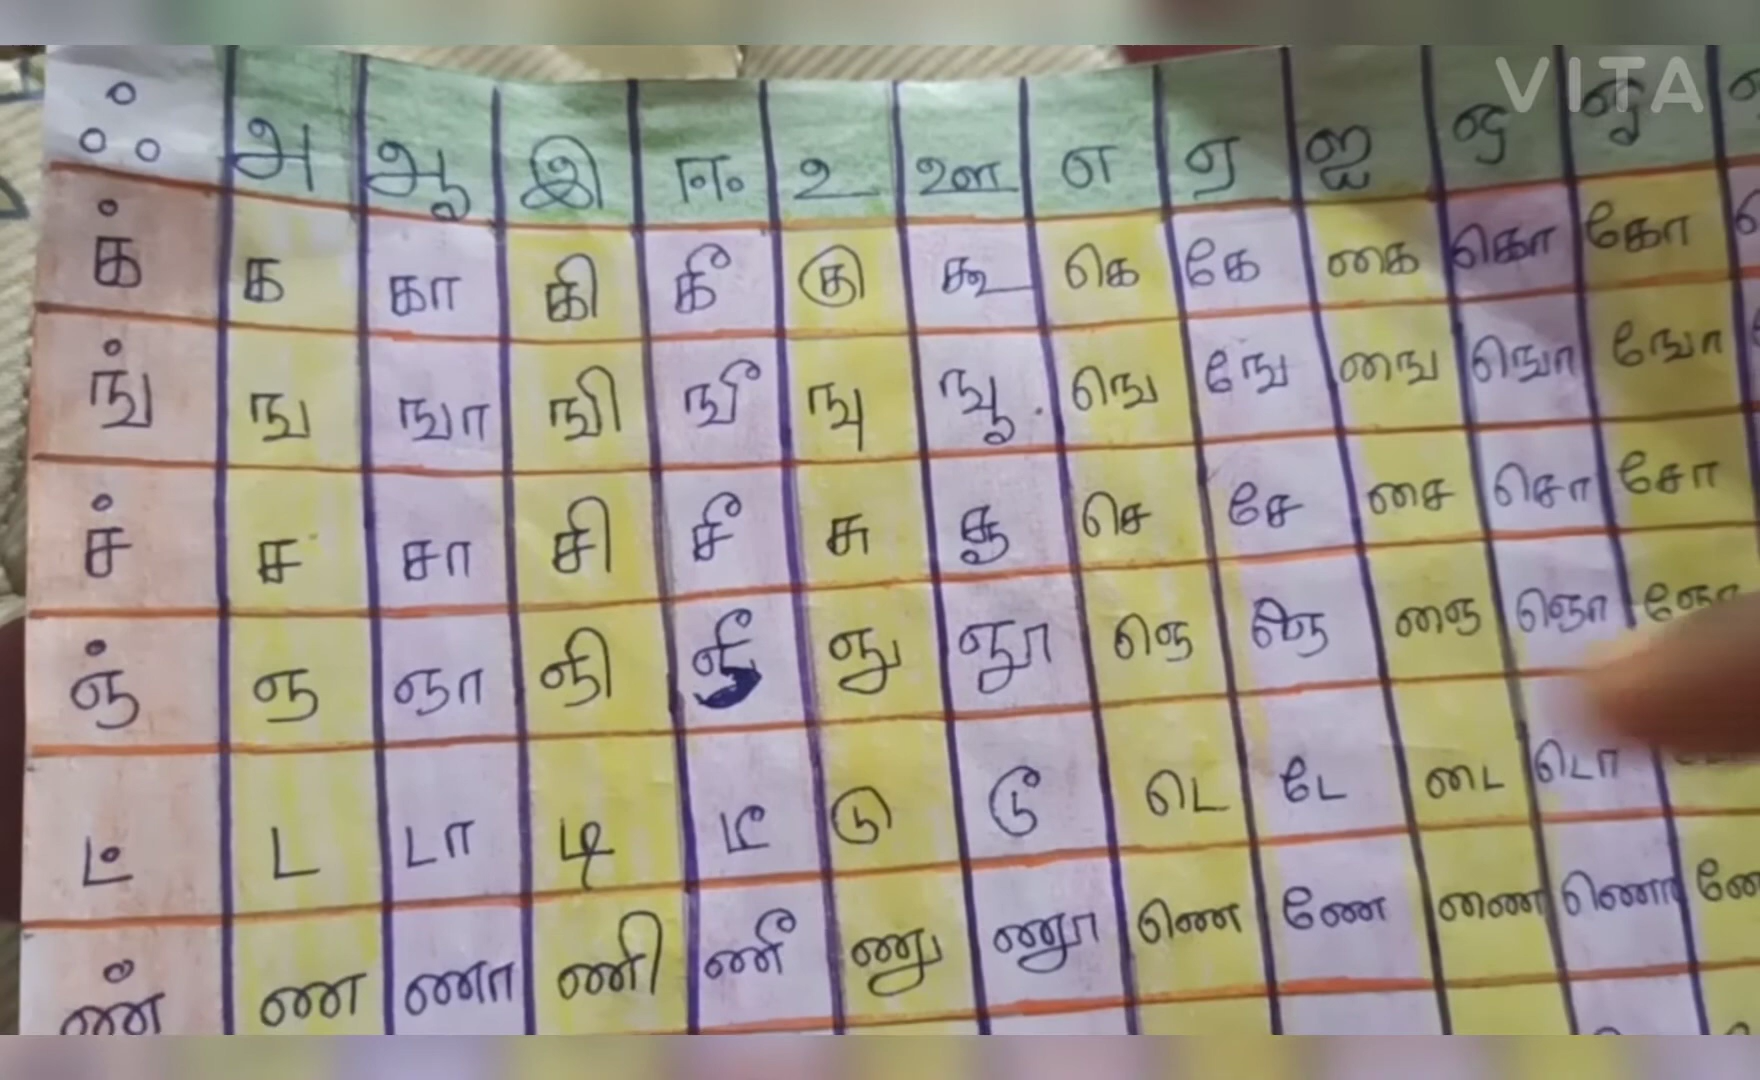 VITA
ஃ அ ஆ இ ஈ உ ஊ எ ஏ ஐ ஒ ஓ
க் க கா கி கீ கு கூ கெ கே கை கொ கோ
ங் ங ஙா ஙி ஙீ ஙு ஙூ ஙெ ஙே ஙை ஙொ ஙோ
ச் ச சா சி சீ சு சூ செ சே சை சொ சோ
ஞ் ஞ ஞா ஞி ஞீ ஞு ஞூ ஞெ ஞே ஞை ஞொ ஞோ
ட் ட டா டி டீ டு டூ டெ டே டை டொ
ண் ண ணா ணி ணீ ணு ணூ ணெ ணே ணை ணொ